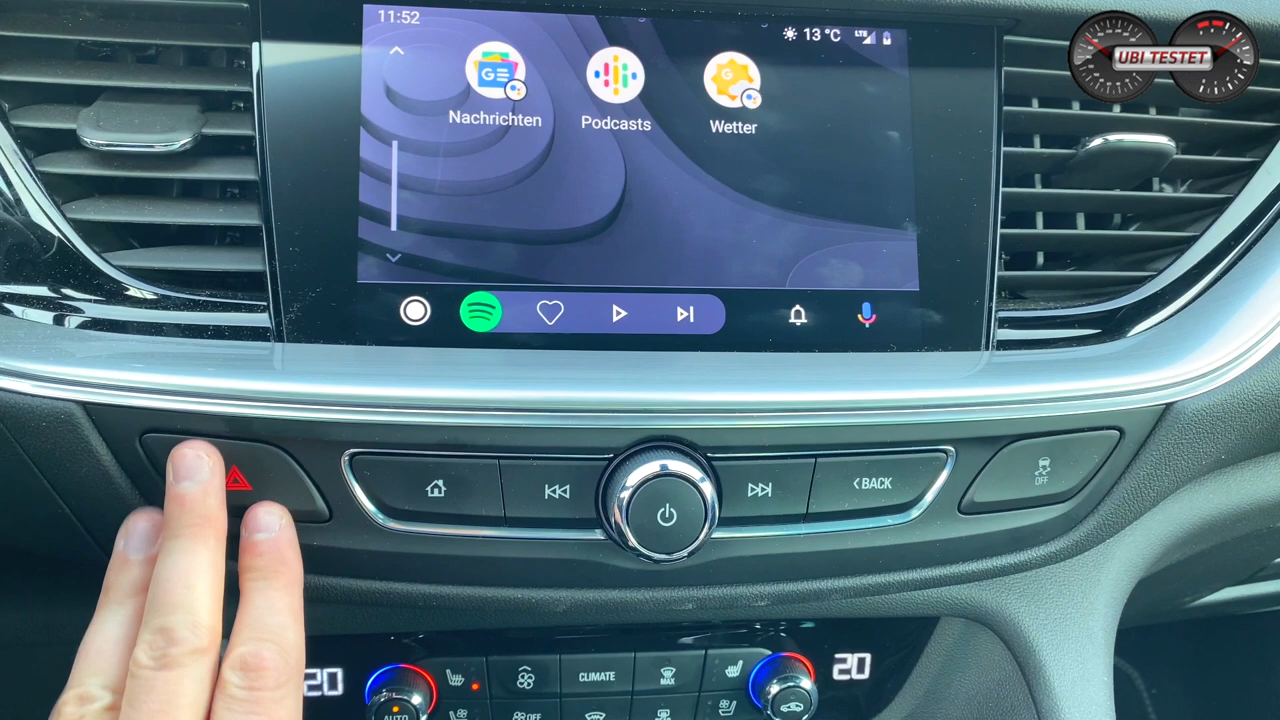 11:52
13 °C
LTE
UBI TESTET
Nachrichten
Podcasts
Wetter
BACK
OFF
20
CLIMATE
MAX
20
AUTO
OFF